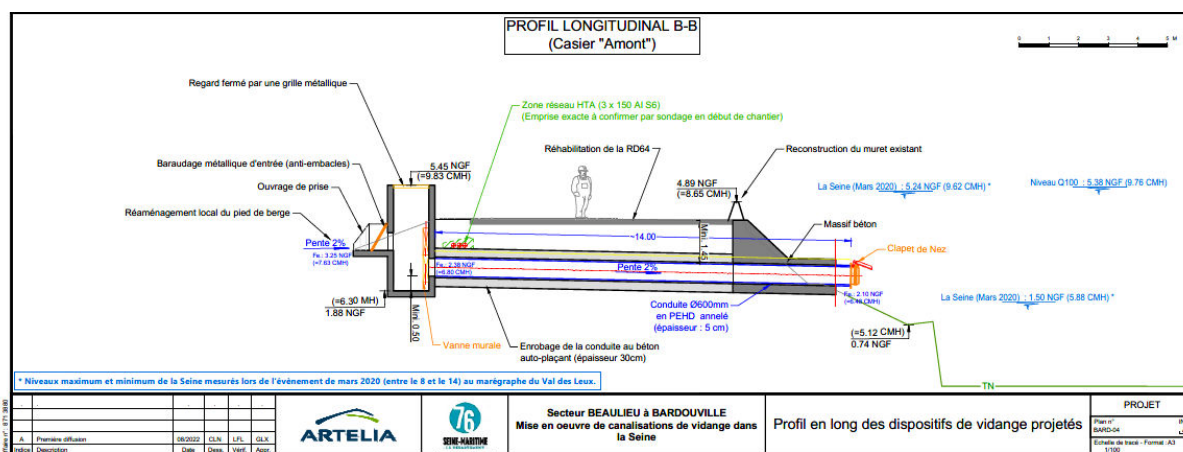 PROFIL LONGITUDINAL B-B
(Casier "Amont")
0 1 2 3 4 5 M
Regard fermé par une grille métallique
Zone réseau HTA (3 x 150 Al S6)
(Emprise exacte à confirmer par sondage en début de chantier)
Baraudage métallique d'entrée (anti-embacles)
5.45 NGF
(=9.83 CMH)
Réhabilitation de la RD64
Reconstruction du muret existant
Ouvrage de prise
4.89 NGF
(=8.65 CMH)
La Seine (Mars 2020) : 5.24 NGF (9.62 CMH) *
Niveau Q100 : 5.38 NGF (9.76 CMH)
Réaménagement local du pied de berge
Massif béton
Pente 2%
~14.00
Mini. 1.45
Clapet de Nez
Fe.: 3.25 NGF
(=7.63 CMH)
Fe.: 2.38 NGF
(=6.80 CMH)
Pente 2%
Fe.: 2.10 NGF
(=6.30 MH)
1.88 NGF
Mini 0.50
Conduite Ø600mm
en PEHD annelé
(épaisseur : 5 cm)
La Seine (Mars 2020) : 1.50 NGF (5.88 CMH) *
(=5.12 CMH)
0.74 NGF
Vanne murale
Enrobage de la conduite au béton
auto-plaçant (épaisseur 30cm)
TN
* Niveaux maximum et minimum de la Seine mesurés lors de l'évènement de mars 2020 (entre le 8 et le 14) au marégraphe du Val des Leux.
A Première diffusion 08/2022 CLN LFL GLX
Indice Description Date Dess. Vérif. Appr.
ARTELIA
76
SEINE-MARITIME
LE DÉPARTEMENT
Secteur BEAULIEU à BARDOUVILLE
Mise en oeuvre de canalisations de vidange dans
la Seine
Profil en long des dispositifs de vidange projetés
PROJET
Plan n°
BARD-04
Echelle de tracé - Format : A3
1/100